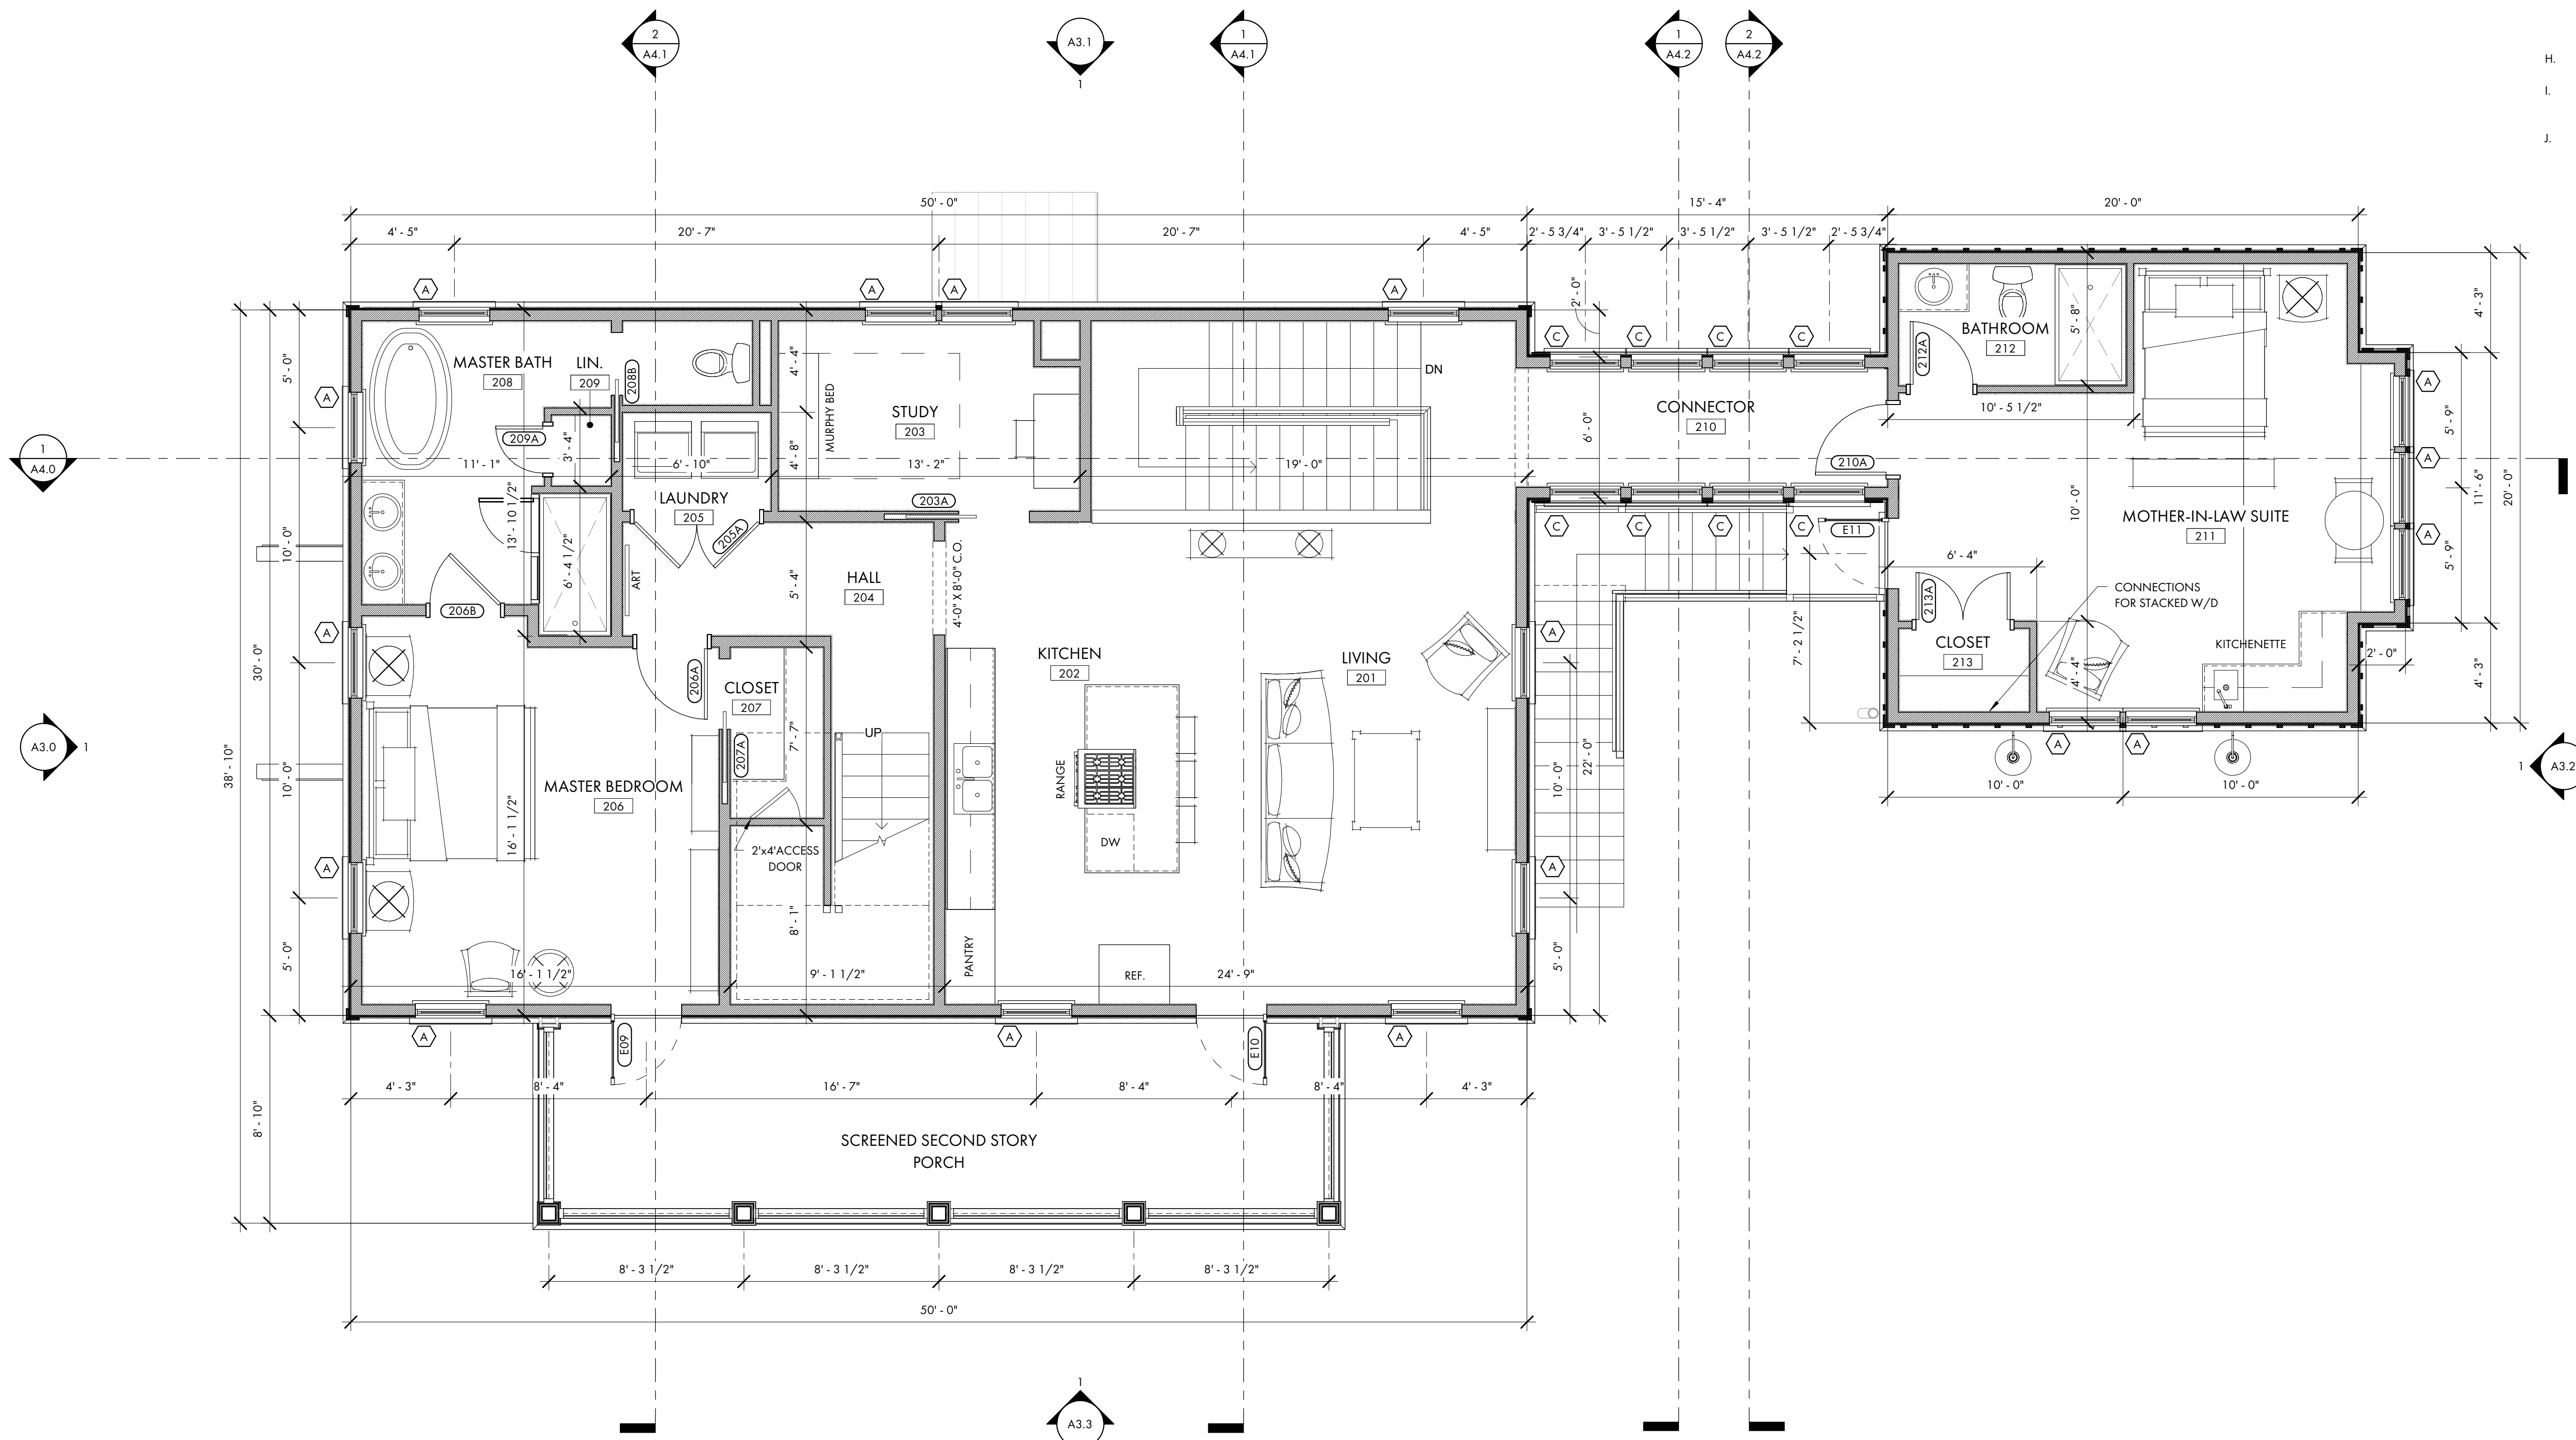 2
A4.1
A3.1
1
1
A4.1
1
A4.2
2
A4.2
H.
I.
J.
50' - 0"
15' - 4"
20' - 0"
4' - 5"
20' - 7"
20' - 7"
4' - 5"
2' - 5 3/4"
3' - 5 1/2"
3' - 5 1/2"
3' - 5 1/2"
2' - 5 3/4"
A
A
A
A
2' - 0"
4' - 3"
C
C
C
C
BATHROOM
212
212A
5' - 8"
5' - 0"
MASTER BATH
208
LIN.
209
208B
4' - 4"
MURPHY BED
STUDY
203
DN
A
A
CONNECTOR
210
6' - 0"
10' - 5 1/2"
5' - 9"
1
A4.0
209A
3' - 4"
11' - 1"
6' - 10"
4' - 8"
13' - 2"
19' - 0"
210A
A
LAUNDRY
205
205A
203A
13' - 10 1/2"
10' - 0"
MOTHER-IN-LAW SUITE
211
11' - 6"
20' - 0"
C
C
C
C
E11
A
10' - 0"
6' - 4 1/2"
ART
5' - 4"
HALL
204
4'-0" X 8'-0" C.O.
6' - 4"
5' - 9"
CONNECTIONS
FOR STACKED W/D
213A
206B
A
A
7' - 2 1/2"
CLOSET
213
4' - 4"
KITCHENETTE
2' - 0"
4' - 3"
30' - 0"
38' - 10"
KITCHEN
202
LIVING
201
206A
CLOSET
207
UP
7' - 7"
207A
A3.0
1
10' - 0"
MASTER BEDROOM
206
16' - 1 1/2"
RANGE
DW
10' - 0"
22' - 0"
A
A
1
A3.2
10' - 0"
10' - 0"
2'x4'ACCESS
DOOR
A
A
8' - 1"
5' - 0"
PANTRY
REF.
5' - 0"
16' - 1 1/2"
9' - 1 1/2"
24' - 9"
A
E09
A
E10
A
4' - 3"
8' - 4"
16' - 7"
8' - 4"
8' - 4"
4' - 3"
8' - 10"
SCREENED SECOND STORY
PORCH
8' - 3 1/2"
8' - 3 1/2"
8' - 3 1/2"
8' - 3 1/2"
50' - 0"
1
A3.3